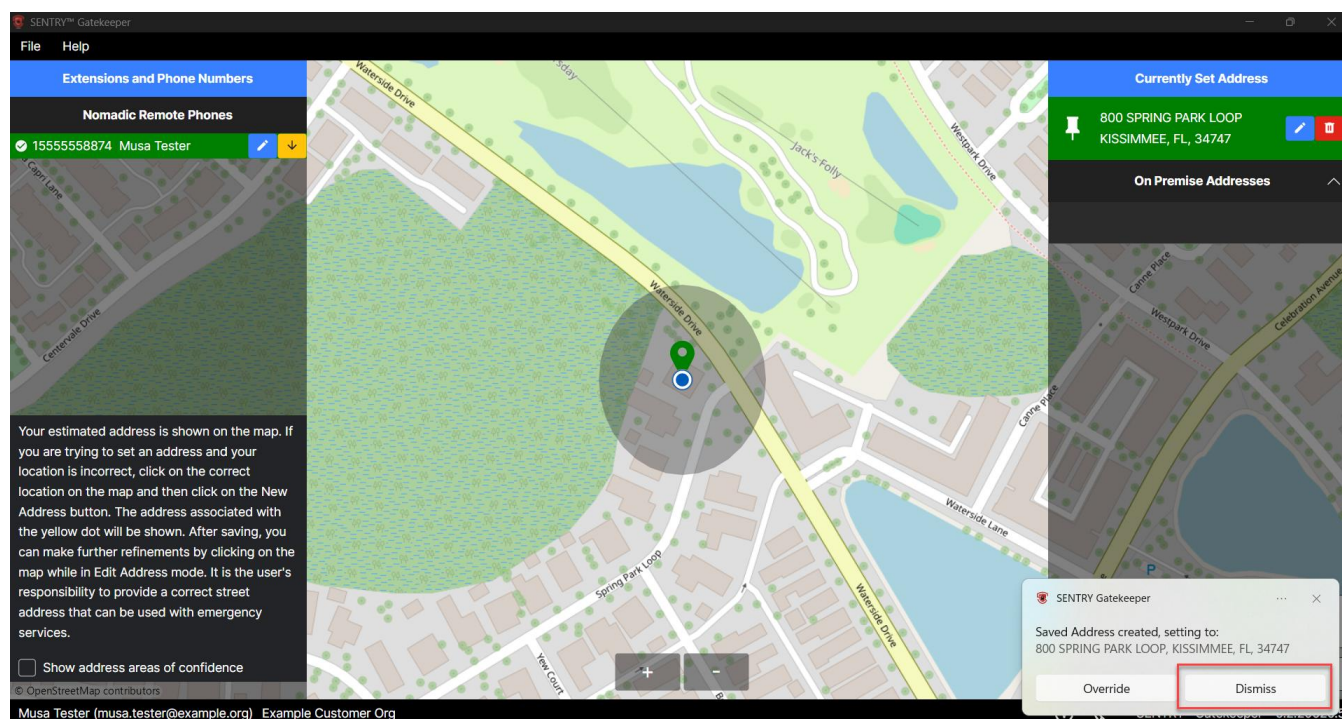 SENTRY™ Gatekeeper
File Help
Extensions and Phone Numbers
Nomadic Remote Phones
15555558874 Musa Tester
Capri Lane
Centervale Drive
Your estimated address is shown on the map. If
you are trying to set an address and your
location is incorrect, click on the correct
location on the map and then click on the New
Address button. The address associated with
the yellow dot will be shown. After saving, you
can make further refinements by clicking on the
map while in Edit Address mode. It is the user's
responsibility to provide a correct street
address that can be used with emergency
services.
Show address areas of confidence
© OpenStreetMap contributors
Waterside Drive
Jack's Folly
Westpark Drive
Waterside Drive
Canne Place
Waterside Lane
Spring Park Loop
Waterside Drive
Yew Court
+ -
Currently Set Address
800 SPRING PARK LOOP
KISSIMMEE, FL, 34747
On Premise Addresses
Canne Place
Westpark Drive
Celebration Avenue
P
SENTRY Gatekeeper
Saved Address created, setting to:
800 SPRING PARK LOOP, KISSIMMEE, FL, 34747
Override Dismiss
Musa Tester (musa.tester@example.org) Example Customer Org